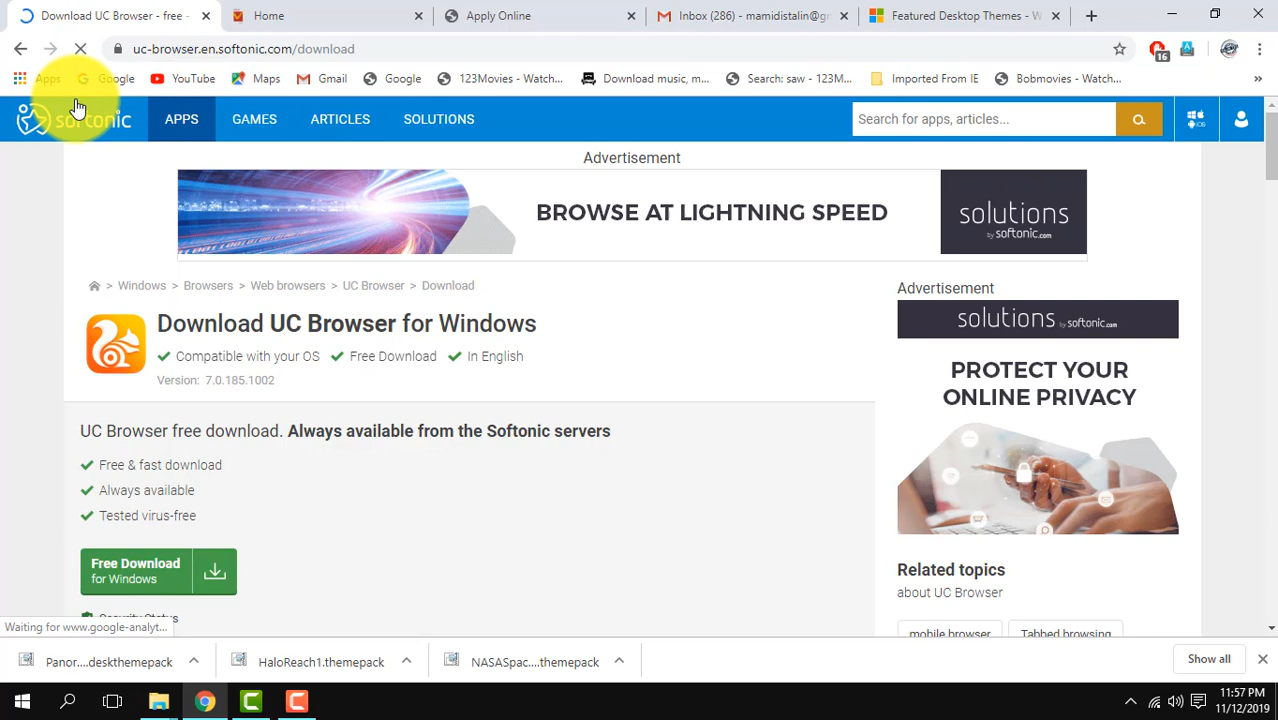 Download UC Browser - free -
Home
Apply Online
Inbox (286) - mamidistalin@gr
Featured Desktop Themes - W
uc-browser.en.softonic.com/download
16
Apps
Google
YouTube
Maps
Gmail
Google
123Movies - Watch...
Download music, m...
Search: saw - 123M...
Imported From IE
Bobmovies - Watch...
»
softonic
APPS
GAMES
ARTICLES
SOLUTIONS
Search for apps, articles...
Advertisement
BROWSE AT LIGHTNING SPEED
solutions
by softonic.com
Windows > Browsers > Web browsers > UC Browser > Download
Download UC Browser for Windows
Compatible with your OS
Free Download
In English
Version: 7.0.185.1002
UC Browser free download. Always available from the Softonic servers
Free & fast download
Always available
Tested virus-free
Free Download
for Windows
Security Status
Advertisement
solutions by softonic.com
PROTECT YOUR
ONLINE PRIVACY
Related topics
about UC Browser
mobile browser
Tabbed browsing
Waiting for www.google-analyt...
Panor....deskthemepack
HaloReach1.themepack
NASASpac....themepack
Show all
11:57 PM
11/12/2019